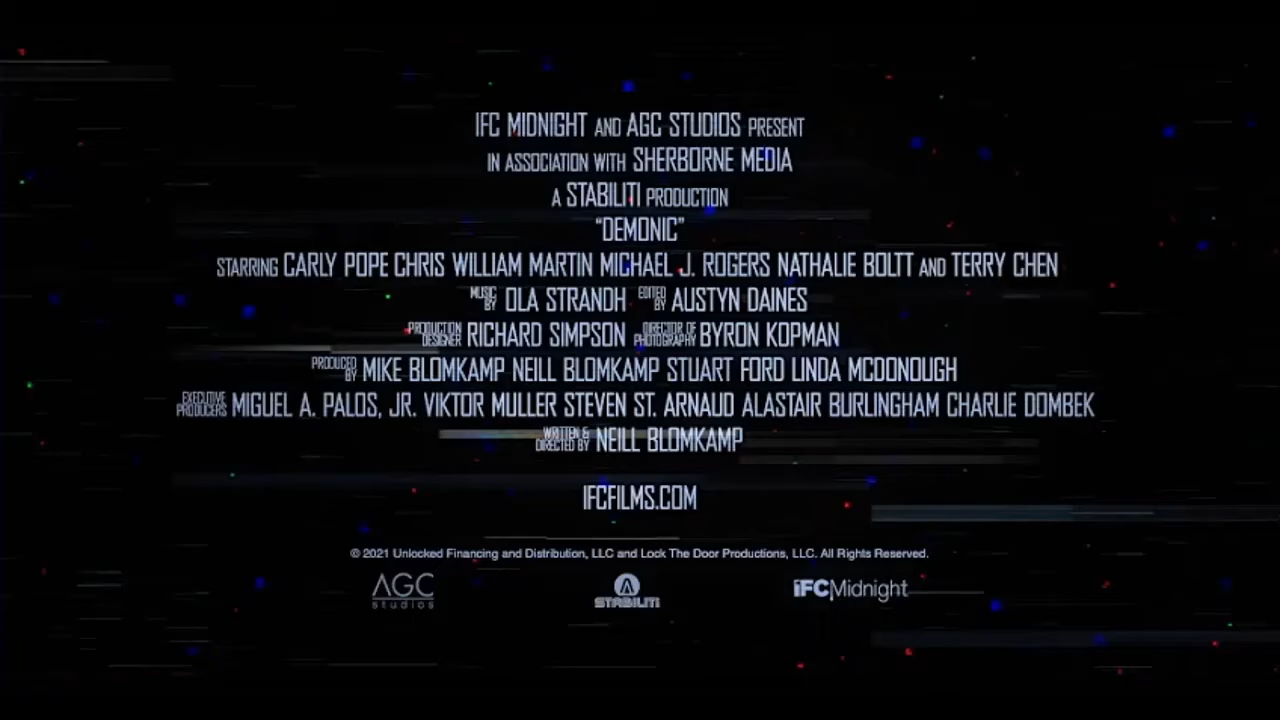 IFC MIDNIGHT AND AGC STUDIOS PRESENT
IN ASSOCIATION WITH SHERBORNE MEDIA
A STABILITI PRODUCTION
"DEMONIC"
STARRING CARLY POPE CHRIS WILLIAM MARTIN MICHAEL J. ROGERS NATHALIE BOLTT AND TERRY CHEN
MUSIC BY OLA STRANDH EDITED BY AUSTYN DAINES
PRODUCTION DESIGNER RICHARD SIMPSON DIRECTOR OF PHOTOGRAPHY BYRON KOPMAN
PRODUCED BY MIKE BLOMKAMP NEILL BLOMKAMP STUART FORD LINDA MCDONOUGH
EXECUTIVE PRODUCERS MIGUEL A. PALOS, JR. VIKTOR MULLER STEVEN ST. ARNAUD ALASTAIR BURLINGHAM CHARLIE DOMBEK
WRITTEN & DIRECTED BY NEILL BLOMKAMP
IFCFILMS.COM
© 2021 Unlocked Financing and Distribution, LLC and Lock The Door Productions, LLC. All Rights Reserved.
AGC studios STABILITI IFC Midnight